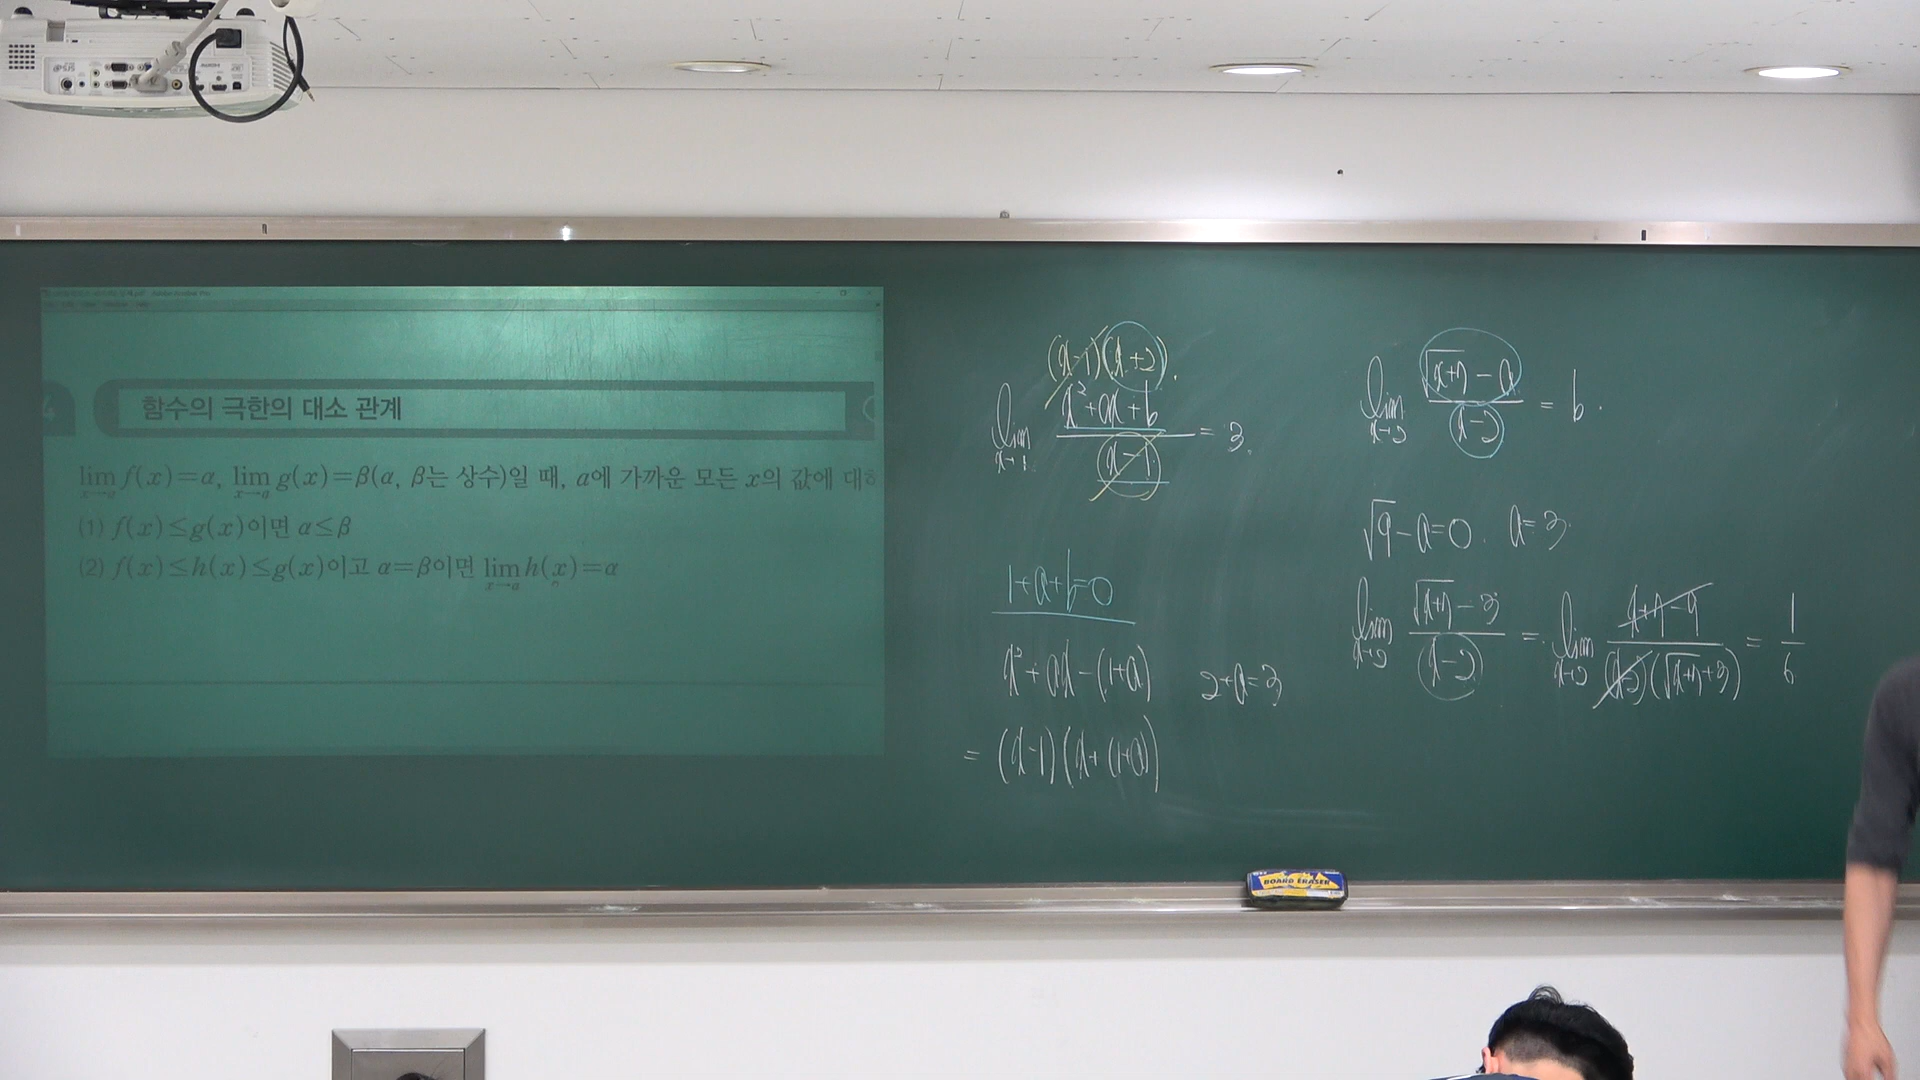 함수의 극한의 대소 관계
lim f(x)=α, lim g(x)=β(α, β는 상수)일 때, a에 가까운 모든 x의 값에 대하
x→a x→a
(1) f(x)≤g(x)이면 α≤β
(2) f(x)≤h(x)≤g(x)이고 α=β이면 lim h(x)=α
x→a
(x-1)(x+2).
lim x→1 (x²+ax+b)/(x-1) = 3.
1+a+b=0
x²+ax-(1+a) 2+a=3
= (x-1)(x+(1+a))
lim x→2 (√(x+7) - a)/(x-2) = b.
√9-a=0. a=3.
lim x→2 (√(x+7) - 3)/(x-2) = lim x→2 (x+7-9)/((x-2)(√(x+7)+3)) = 1/6
BOARD ERASER